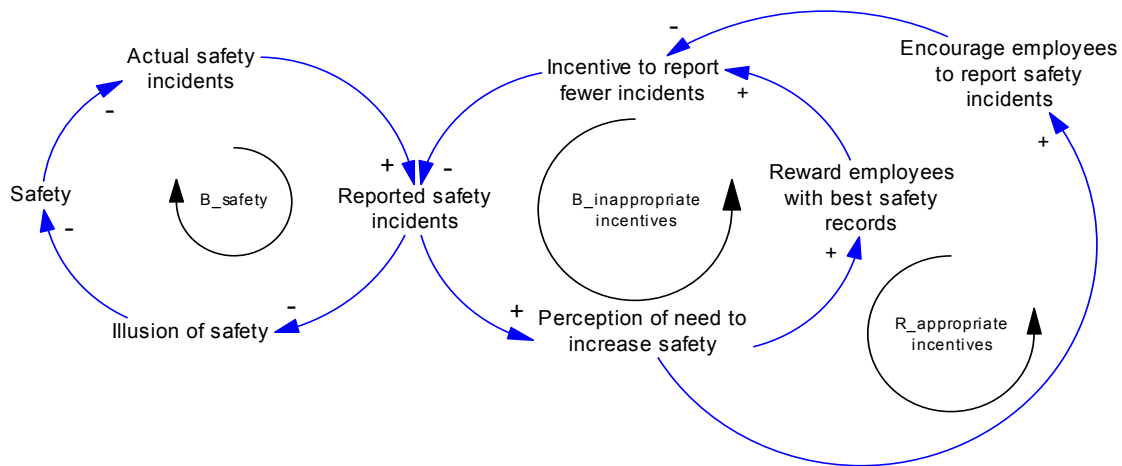 Actual safety
incidents
-
Safety
-
-
Illusion of safety
B_safety
+
-
Reported safety
incidents
+
Incentive to report
fewer incidents
-
+
B_inappropriate
incentives
Perception of need to
increase safety
Reward employees
with best safety
records
+
Encourage employees
to report safety
incidents
+
R_appropriate
incentives